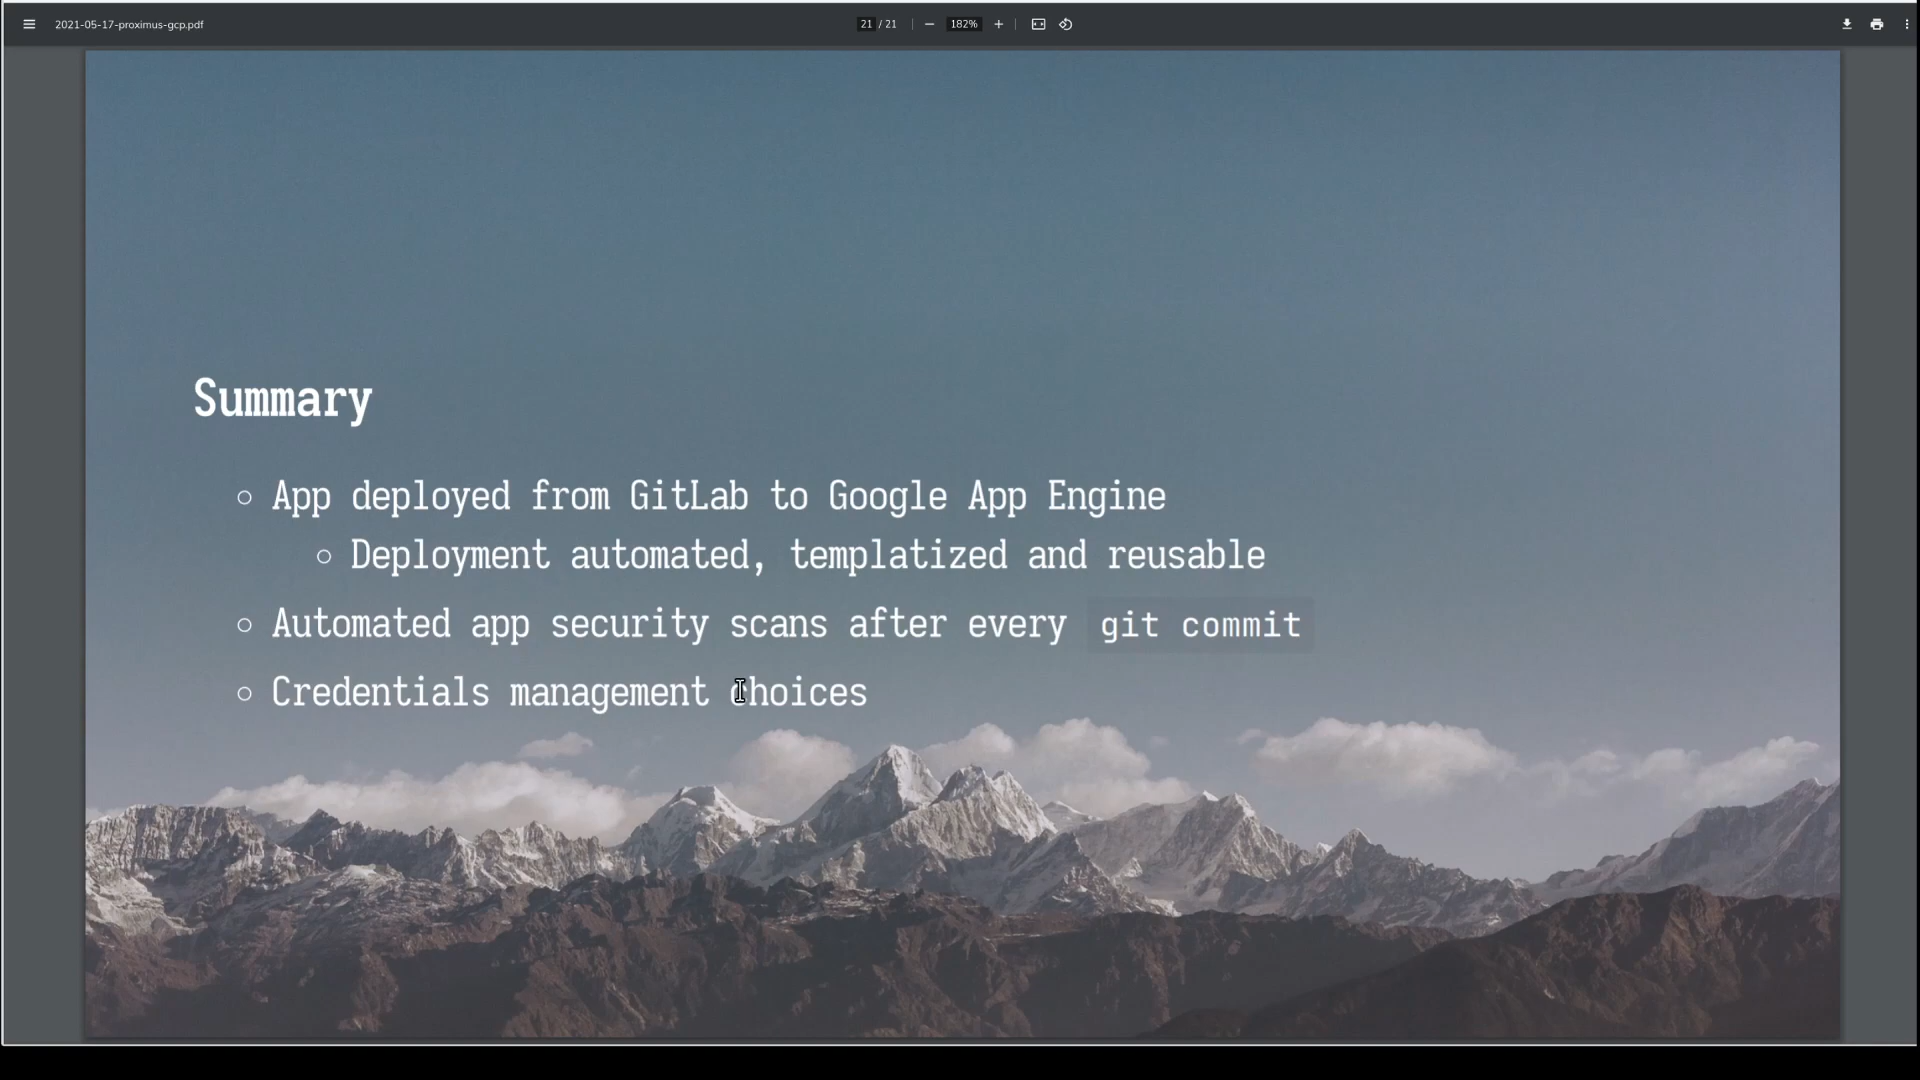 2021-05-17-proximus-gcp.pdf
21 / 21
182%
Summary
App deployed from GitLab to Google App Engine
Deployment automated, templatized and reusable
Automated app security scans after every git commit
Credentials management choices